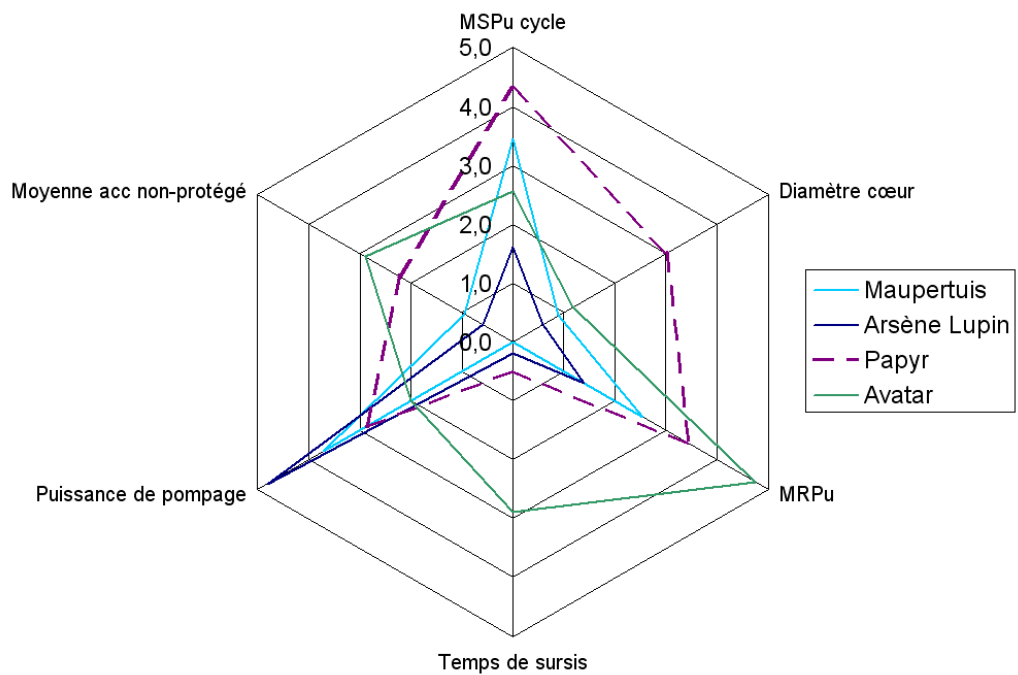 MSPu cycle
5,0
4,0
3,0
2,0
1,0
0,0
Moyenne acc non-protégé
Diamètre cœur
Maupertuis
Arsène Lupin
Papyr
Avatar
Puissance de pompage
MRPu
Temps de sursis